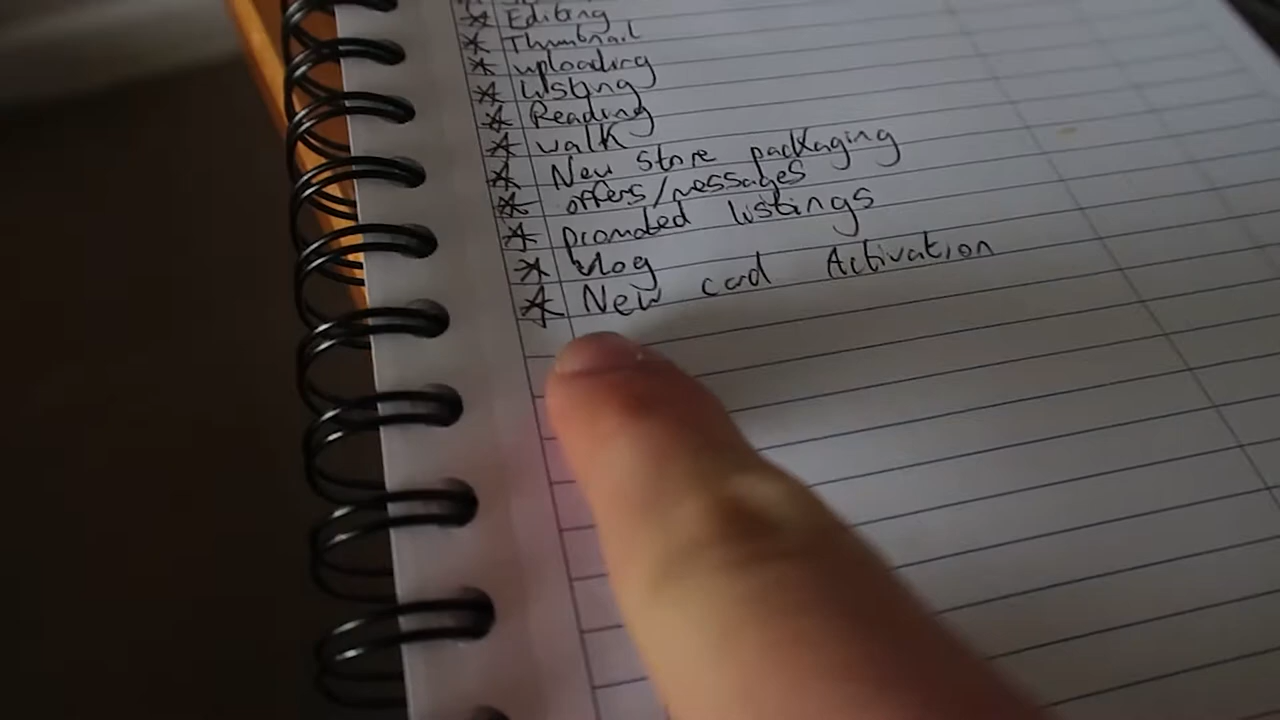 * Editing
* Thumbnail
* uploading
* Listing
* Reading
* walk
* New store packaging
* offers/messages
* promoted listings
* vlog
* New card Activation